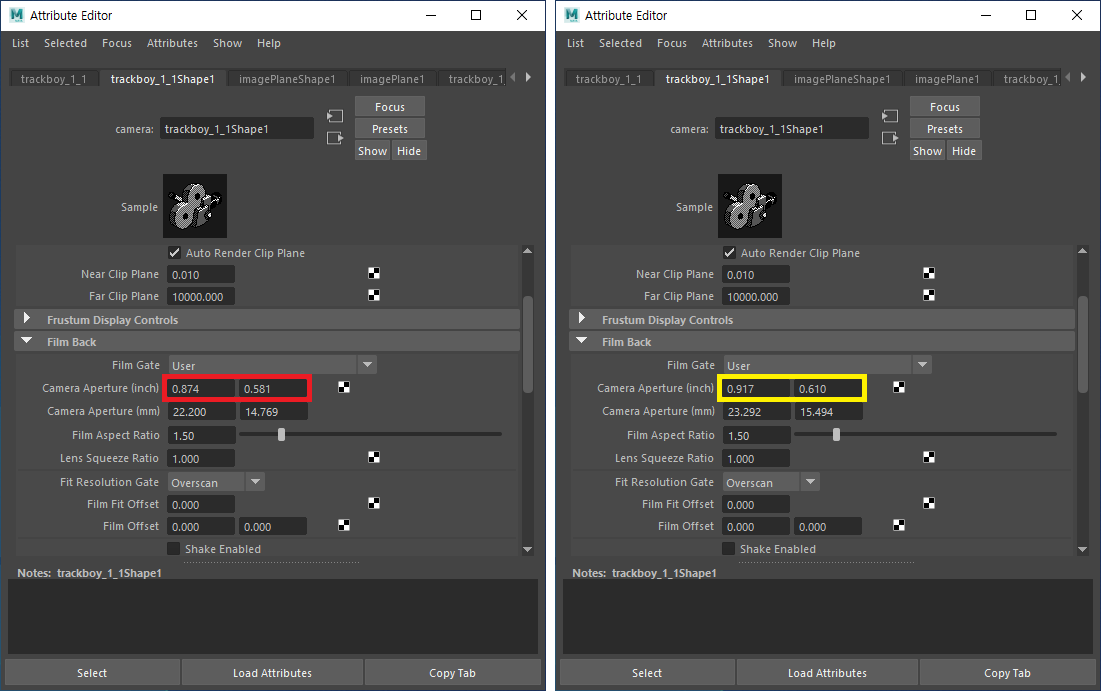 Attribute Editor
List Selected Focus Attributes Show Help
trackboy_1_1 trackboy_1_1Shape1 imagePlaneShape1 imagePlane1 trackboy_1
Focus
camera: trackboy_1_1Shape1 Presets
Show Hide
Sample
Auto Render Clip Plane
Near Clip Plane 0.010
Far Clip Plane 10000.000
Frustum Display Controls
Film Back
Film Gate User
Camera Aperture (inch) 0.874 0.581
Camera Aperture (mm) 22.200 14.769
Film Aspect Ratio 1.50
Lens Squeeze Ratio 1.000
Fit Resolution Gate Overscan
Film Fit Offset 0.000
Film Offset 0.000 0.000
Shake Enabled
Notes: trackboy_1_1Shape1
Select Load Attributes Copy Tab
Attribute Editor
List Selected Focus Attributes Show Help
trackboy_1_1 trackboy_1_1Shape1 imagePlaneShape1 imagePlane1 trackboy_1
Focus
camera: trackboy_1_1Shape1 Presets
Show Hide
Sample
Auto Render Clip Plane
Near Clip Plane 0.010
Far Clip Plane 10000.000
Frustum Display Controls
Film Back
Film Gate User
Camera Aperture (inch) 0.917 0.610
Camera Aperture (mm) 23.292 15.494
Film Aspect Ratio 1.50
Lens Squeeze Ratio 1.000
Fit Resolution Gate Overscan
Film Fit Offset 0.000
Film Offset 0.000 0.000
Shake Enabled
Notes: trackboy_1_1Shape1
Select Load Attributes Copy Tab